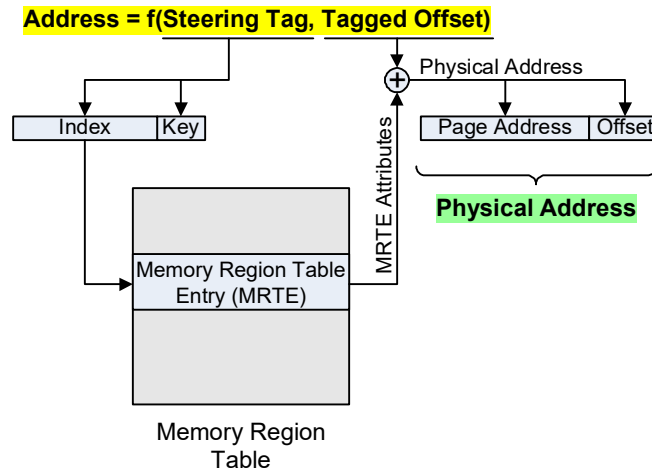 Address = f(Steering Tag, Tagged Offset)
Physical Address
Index
Key
Page Address
Offset
MRTE Attributes
Physical Address
Memory Region Table
Entry (MRTE)
Memory Region
Table